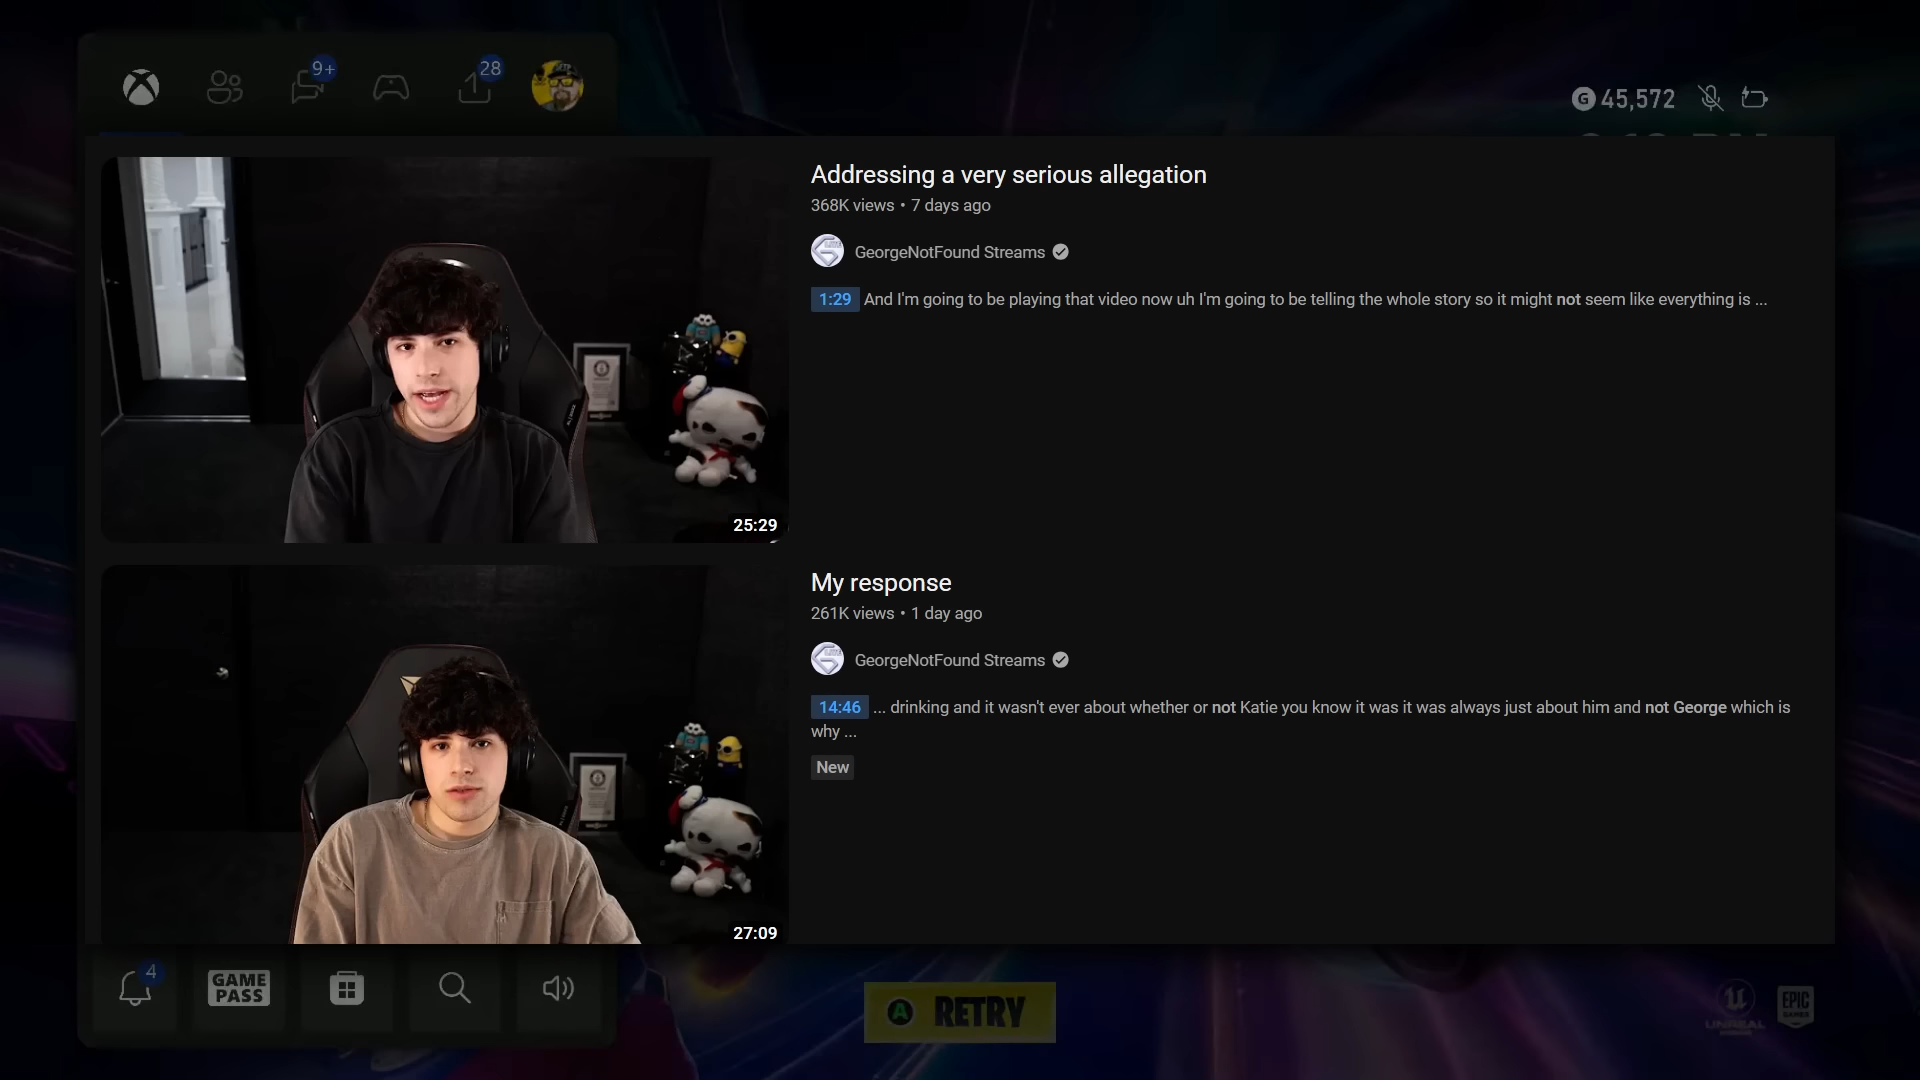 9+
28
45,572
Addressing a very serious allegation
368K views • 7 days ago
GeorgeNotFound Streams
1:29 And I'm going to be playing that video now uh I'm going to be telling the whole story so it might not seem like everything is ...
25:29
My response
261K views • 1 day ago
GeorgeNotFound Streams
14:46 ... drinking and it wasn't ever about whether or not Katie you know it was it was always just about him and not George which is
why ...
New
27:09
4
GAME
PASS
A RETRY
UNREAL
EPIC
GAMES